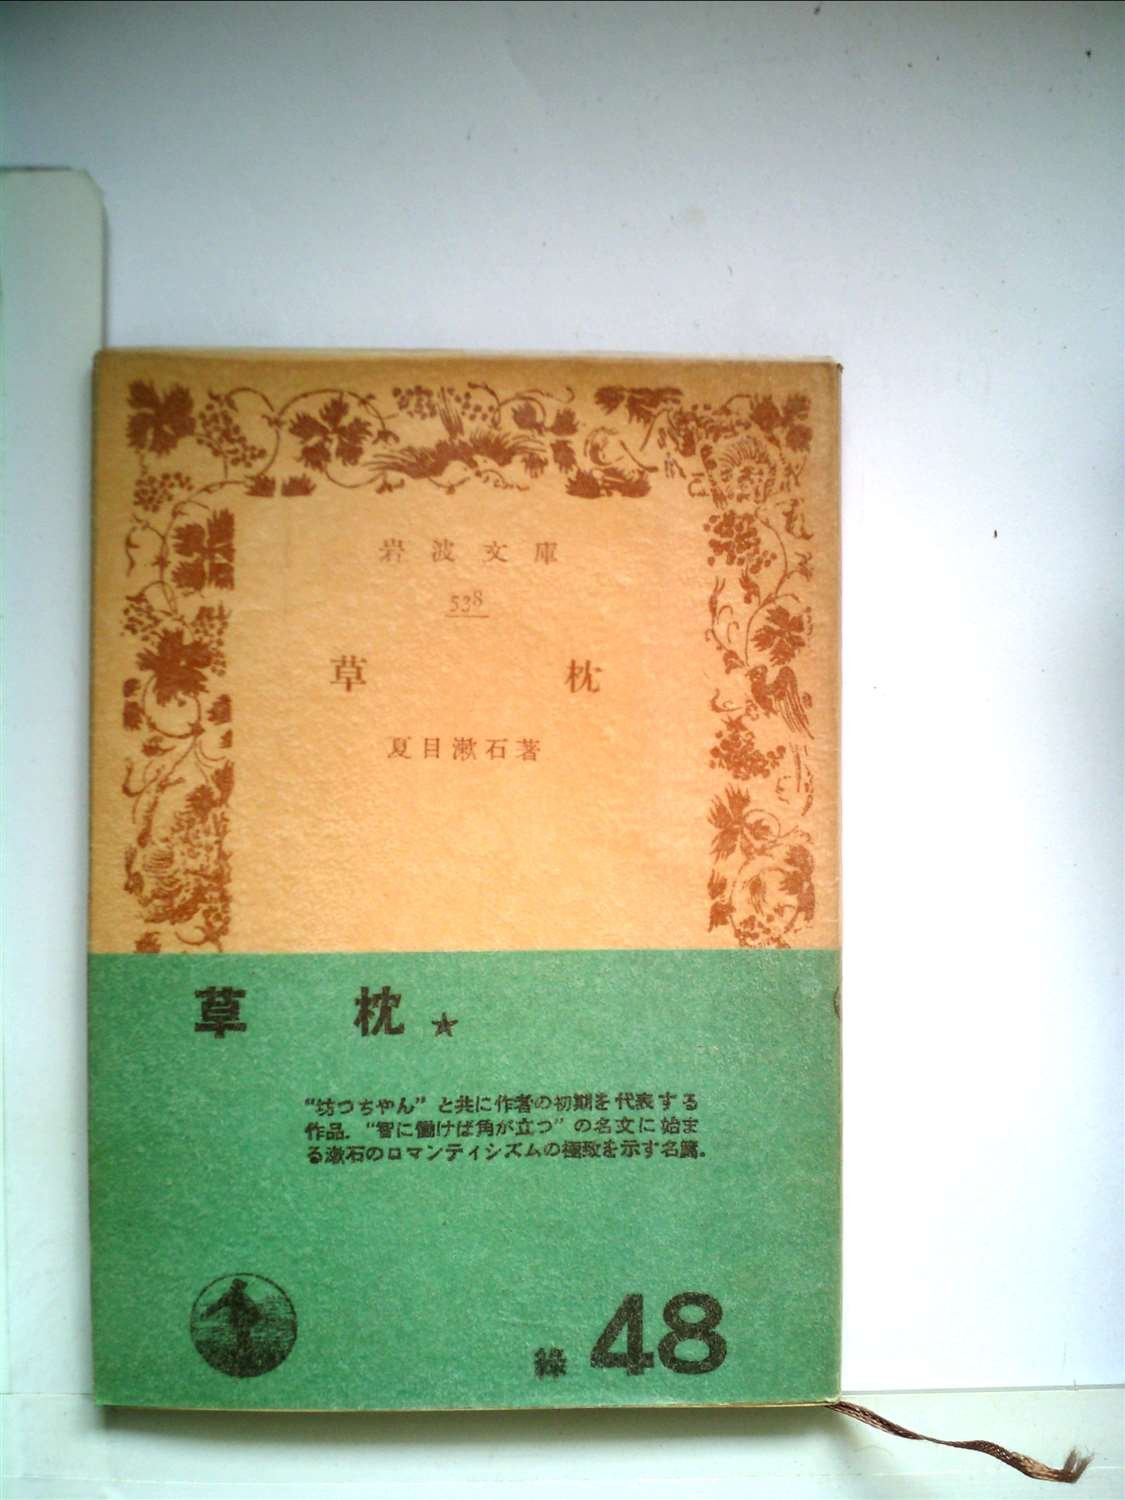 岩波文庫
538
草枕
夏目漱石著
草枕★
"坊つちやん"と共に作者の初期を代表する
作品.“智に働けば角が立つ”の名文に始ま
る漱石のロマンティシズムの極致を示す名篇。
緑 48